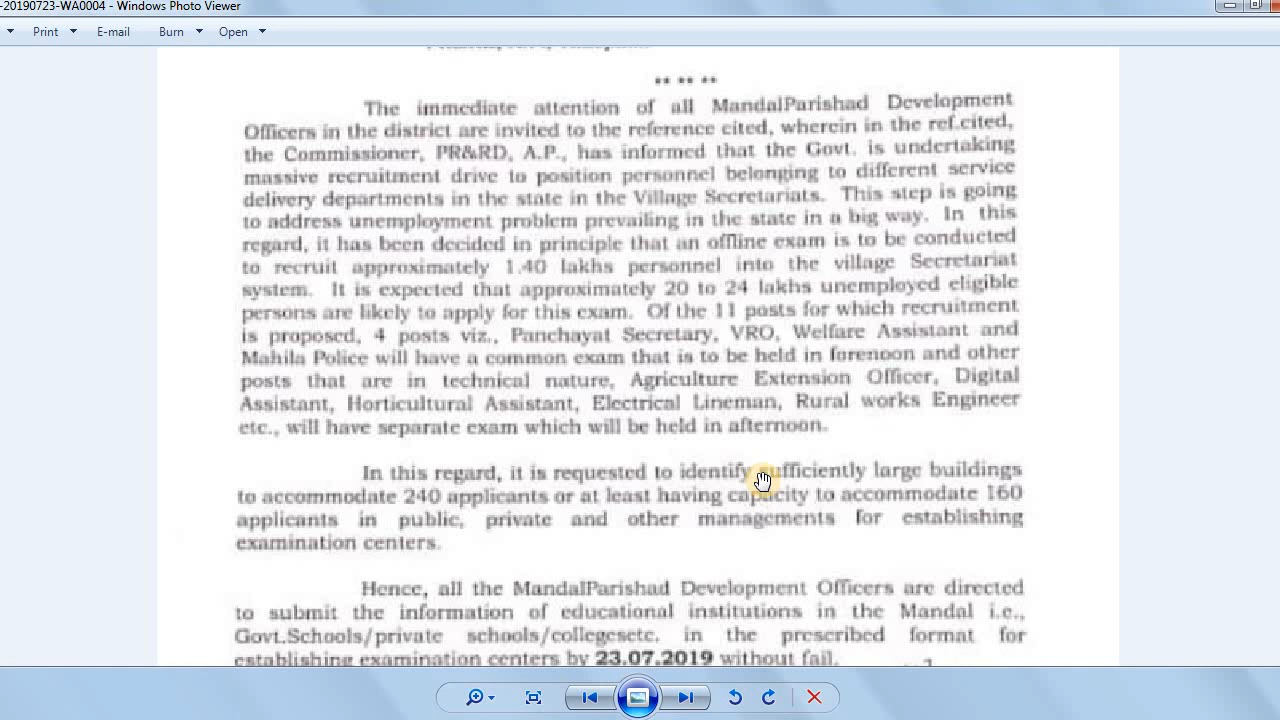 -20190723-WA0004 - Windows Photo Viewer
Print E-mail Burn Open
** ** **
The immediate attention of all MandalParishad Development
Officers in the district are invited to the reference cited, wherein in the ref.cited,
the Commissioner, PR&RD, A.P., has informed that the Govt. is undertaking
massive recruitment drive to position personnel belonging to different service
delivery departments in the state in the Village Secretariats. This step is going
to address unemployment problem prevailing in the state in a big way. In this
regard, it has been decided in principle that an offline exam is to be conducted
to recruit approximately 1.40 lakhs personnel into the village Secretariat
system. It is expected that approximately 20 to 24 lakhs unemployed eligible
persons are likely to apply for this exam. Of the 11 posts for which recruitment
is proposed, 4 posts viz., Panchayat Secretary, VRO, Welfare Assistant and
Mahila Police will have a common exam that is to be held in forenoon and other
posts that are in technical nature, Agriculture Extension Officer, Digital
Assistant, Horticultural Assistant, Electrical Lineman, Rural works Engineer
etc., will have separate exam which will be held in afternoon.
In this regard, it is requested to identify sufficiently large buildings
to accommodate 240 applicants or at least having capacity to accommodate 160
applicants in public, private and other managements for establishing
examination centers.
Hence, all the MandalParishad Development Officers are directed
to submit the information of educational institutions in the Mandal i.e.,
Govt.Schools/private schools/collegesetc. in the prescribed format for
establishing examination centers by 23.07.2019 without fail.